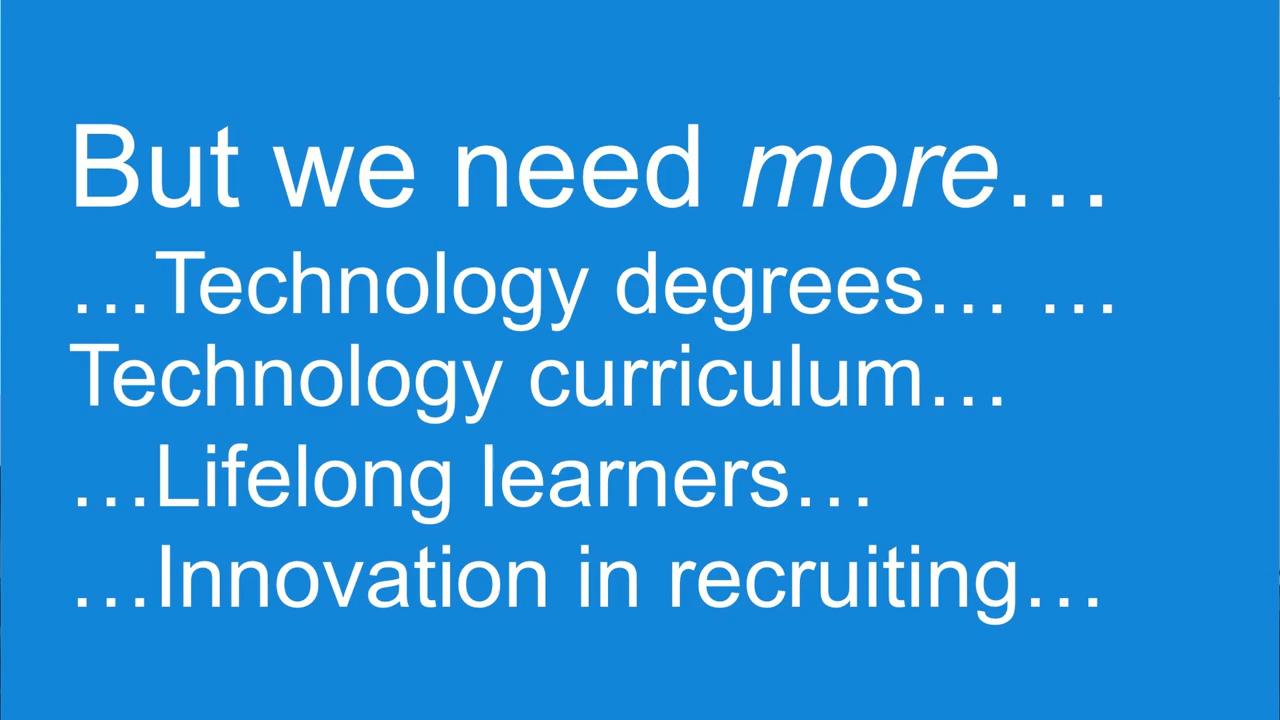 But we need more…
…Technology degrees… …
Technology curriculum…
…Lifelong learners…
…Innovation in recruiting…